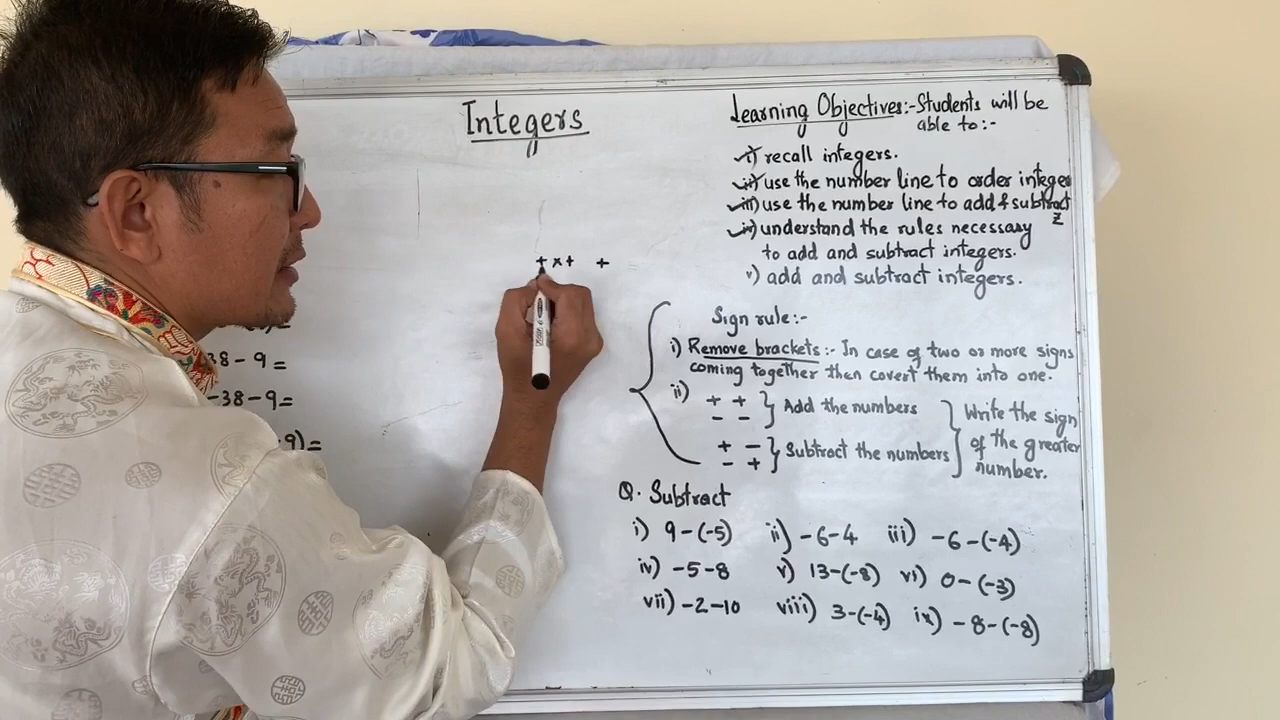 Integers
+ × + +
)=
38 - 9 =
-38 - 9 =
9) =
Learning Objectives:- Students will be
able to:-
i) recall integers.
ii) use the number line to order integer
iii) use the number line to add & subtract
Z
iv) understand the rules necessary
to add and subtract integers.
v) add and subtract integers.
Sign rule:-
i) Remove brackets:- In case of two or more signs
coming together then covert them into one.
ii)
+ + } Add the numbers
- -
+ - } Subtract the numbers
- +
} Write the sign
of the greater
number.
Q. Subtract
i) 9-(-5) ii) -6-4 iii) -6-(-4)
iv) -5-8 v) 13-(-8) vi) 0-(-3)
vii) -2-10 viii) 3-(-4) ix) -8-(-8)